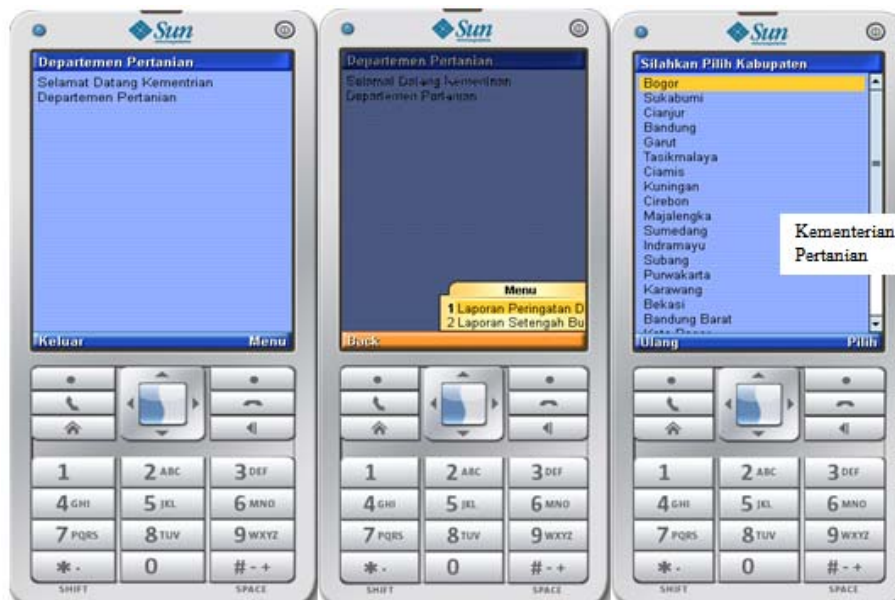 Sun
Departemen Pertanian
Selamat Datang Kementrian
Departemen Pertanian
Keluar
Menu
1
2 ABC
3 DEF
4 GHI
5 JKL
6 MNO
7 PQRS
8 TUV
9 WXYZ
* .
0
# - +
SHIFT
SPACE
Sun
Departemen Pertanian
Selamat Datang Kementrian
Departemen Pertanian
Menu
1 Laporan Peringatan D
2 Laporan Setengah Bu
Back
1
2 ABC
3 DEF
4 GHI
5 JKL
6 MNO
7 PQRS
8 TUV
9 WXYZ
* .
0
# - +
SHIFT
SPACE
Sun
Silahkan Pilih Kabupaten
Bogor
Sukabumi
Cianjur
Bandung
Garut
Tasikmalaya
Ciamis
Kuningan
Cirebon
Majalengka
Sumedang
Indramayu
Subang
Purwakarta
Karawang
Bekasi
Bandung Barat
Kota Bogor
Ulang
Pilih
Kementerian
Pertanian
1
2 ABC
3 DEF
4 GHI
5 JKL
6 MNO
7 PQRS
8 TUV
9 WXYZ
* .
0
# - +
SHIFT
SPACE